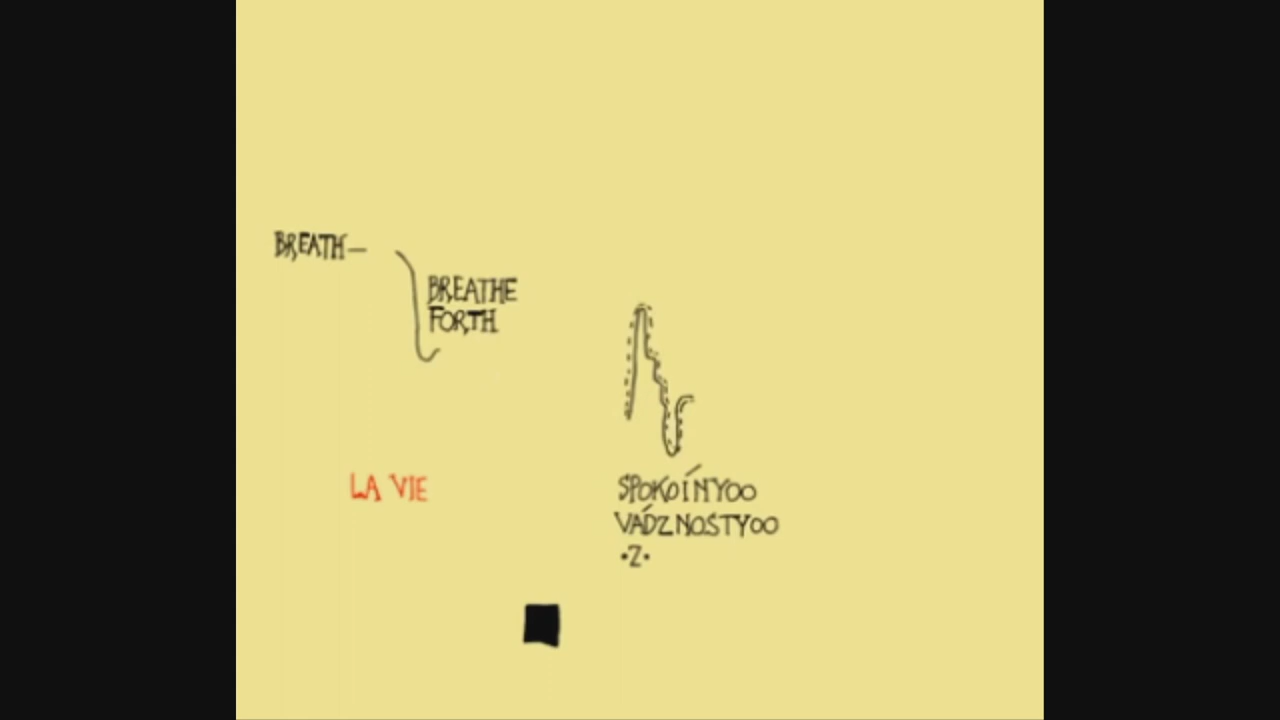 BREATH—
BREATHE
FORTH
LA VIE
SPOKOÍNYOO
VÁDZNOSTYOO
•Z•